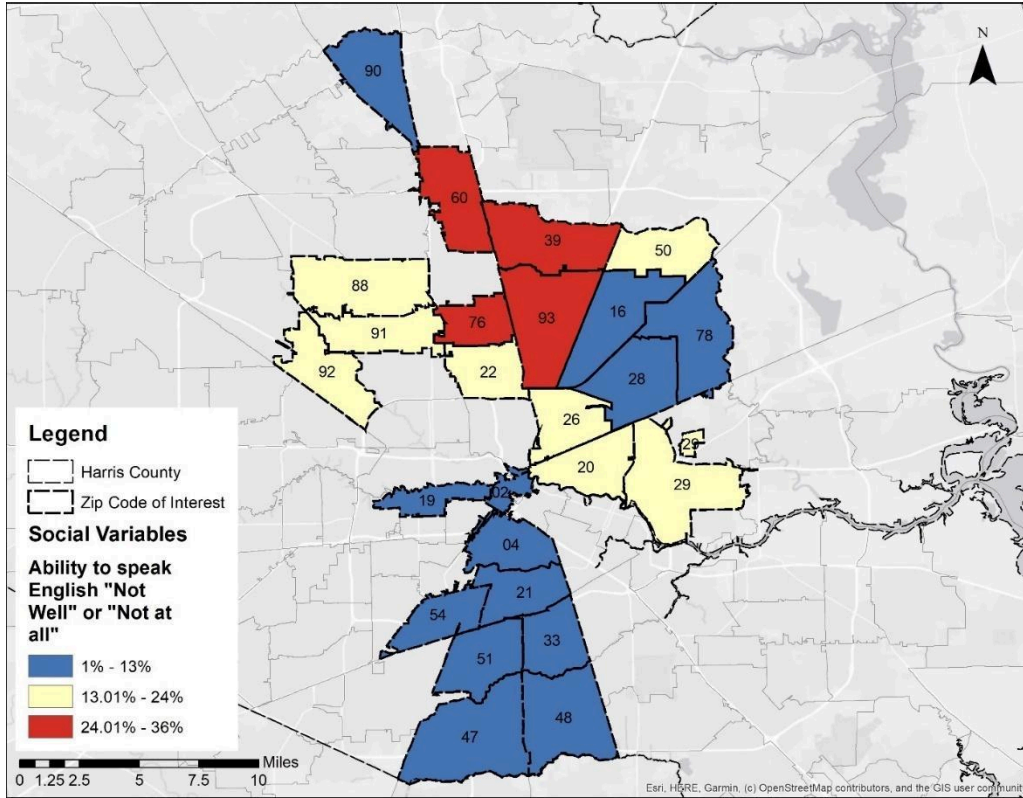 N
90
60
39
50
88
16
93
76
78
91
22
92
28
26
29
20
29
19
02
04
21
54
33
51
48
47
Legend
Harris County
Zip Code of Interest
Social Variables
Ability to speak
English "Not
Well" or "Not at
all"
1% - 13%
13.01% - 24%
24.01% - 36%
Miles
0 1.25 2.5 5 7.5 10
Esri, HERE, Garmin, (c) OpenStreetMap contributors, and the GIS user communit